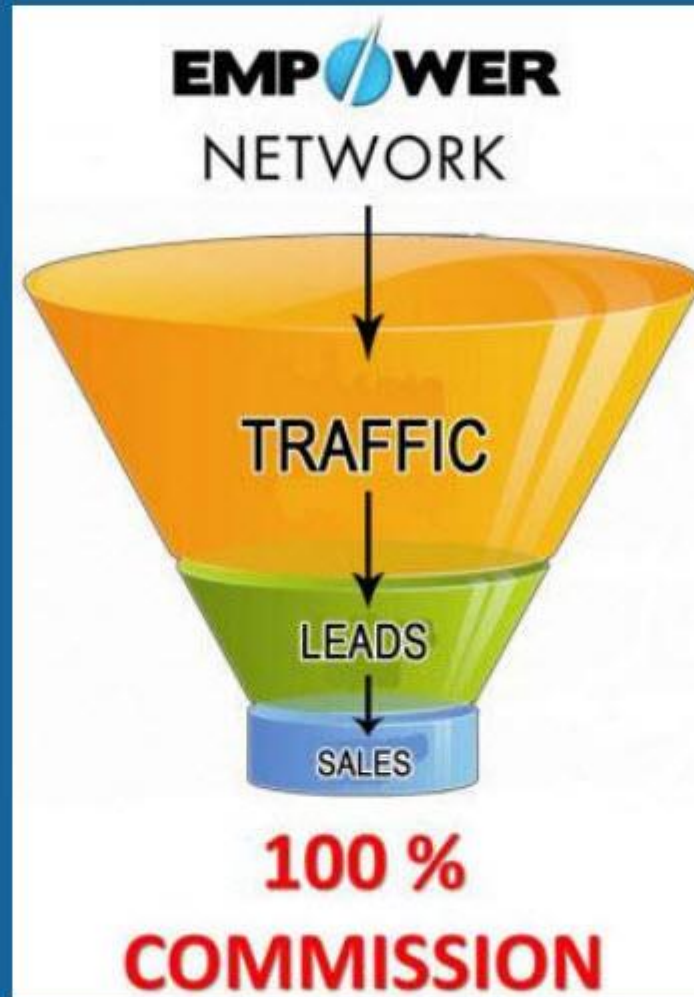 EMPOWER
NETWORK
TRAFFIC
LEADS
SALES
100 %
COMMISSION